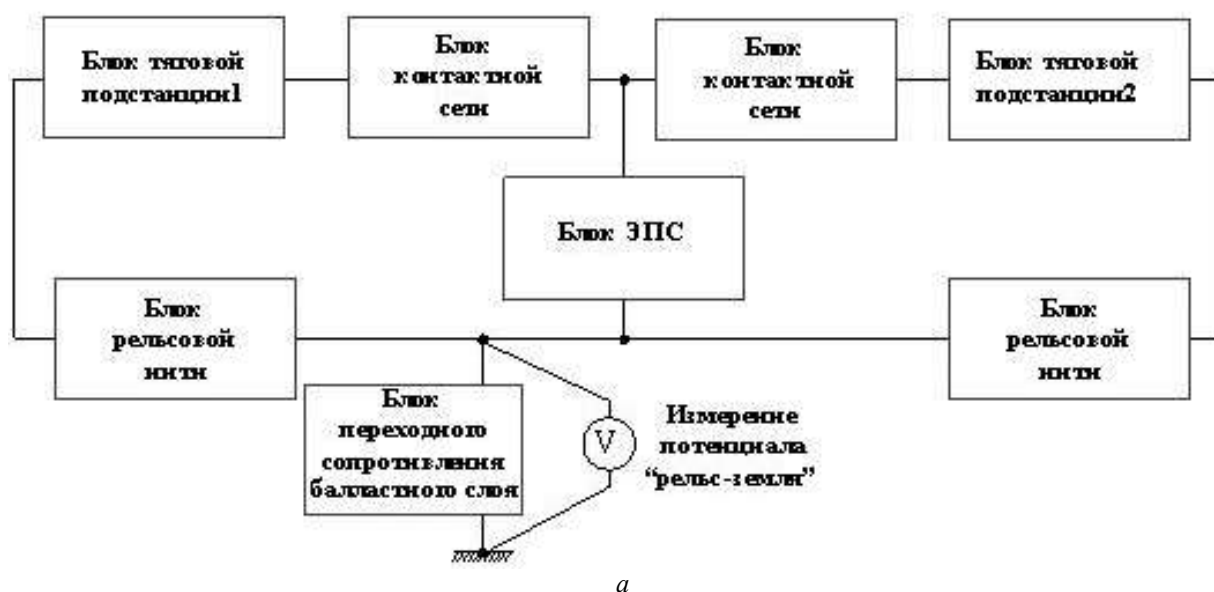 Блок тяговой
подстанции1
Блок
контактной
сети
Блок
контактной
сети
Блок тяговой
подстанции2
Блок ЭПС
Блок
рельсовой
нити
Блок
рельсовой
нити
Блок
переходного
сопротивления
балластного слоя
V
Измерение
потенциала
“рельс-земля”
а